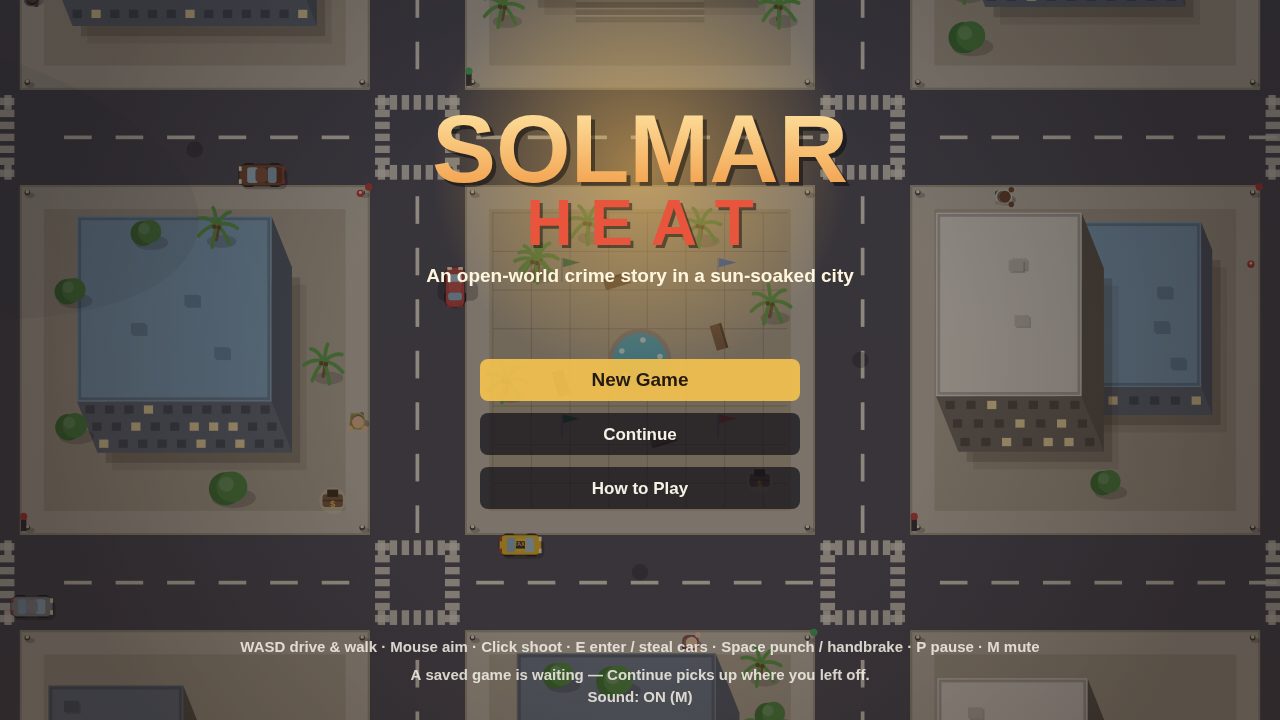 SOLMAR
HEAT
An open-world crime story in a sun-soaked city
New Game
Continue
How to Play
WASD drive & walk · Mouse aim · Click shoot · E enter / steal cars · Space punch / handbrake · P pause · M mute
A saved game is waiting — Continue picks up where you left off.
Sound: ON (M)